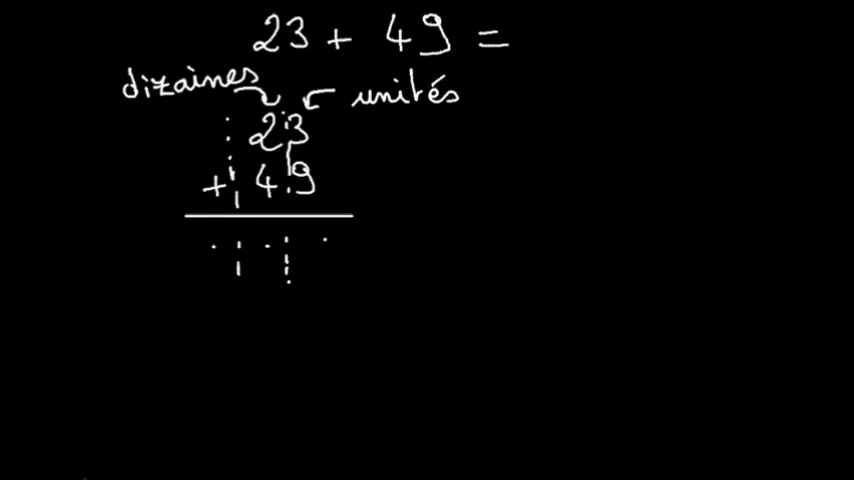 23 + 49 =
dizaines unités
23
+ 49